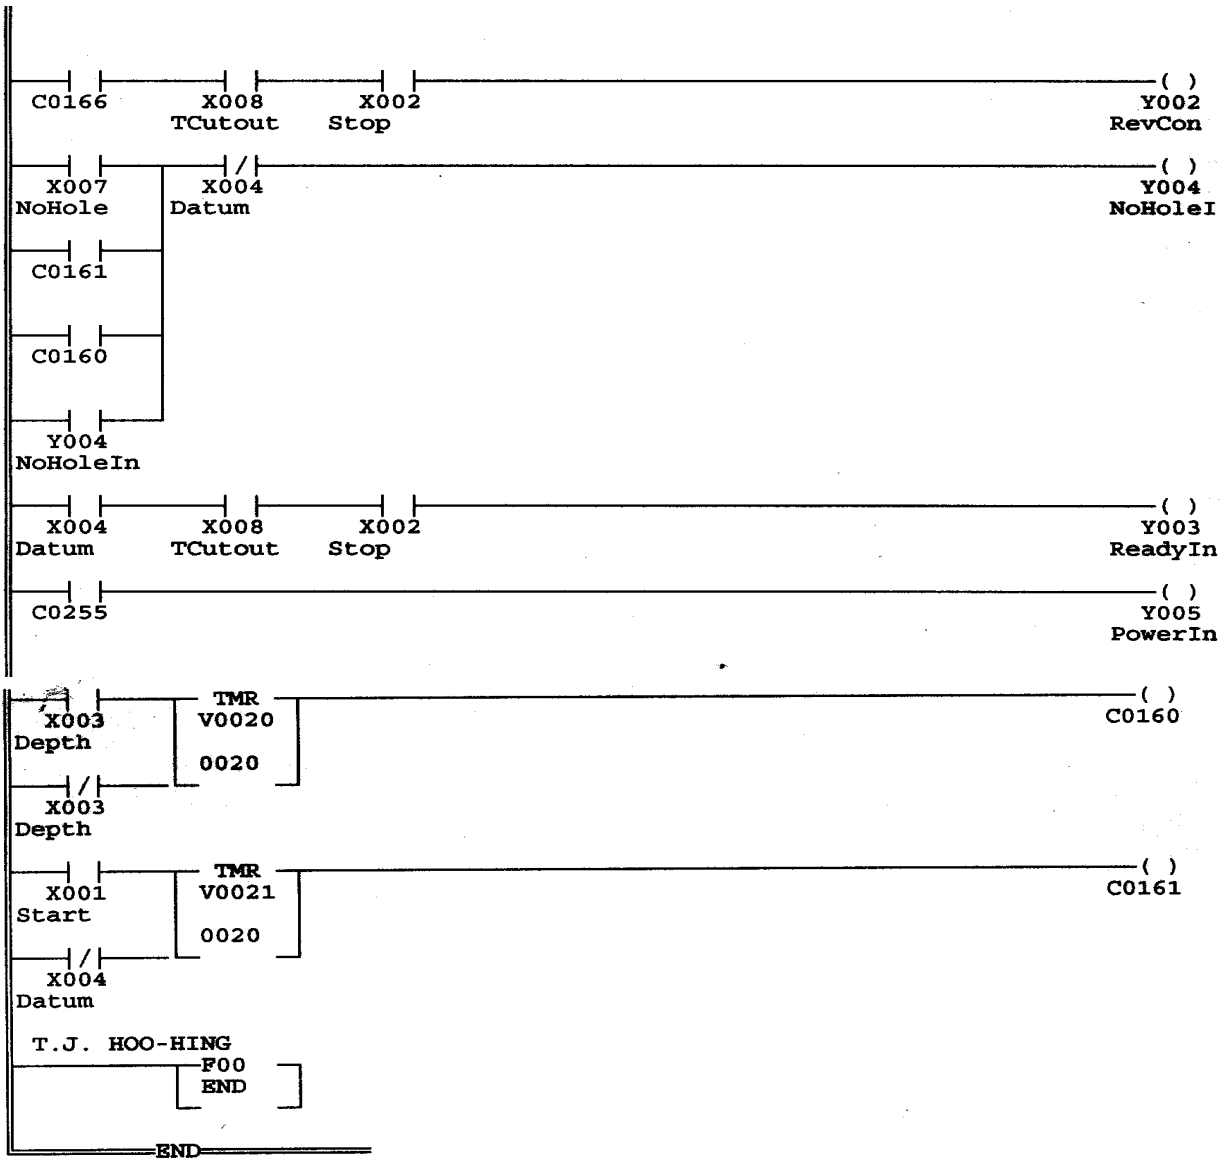 ( )
C0166 X008 X002 Y002
TCutout Stop RevCon
/ ( )
X007 X004 Y004
NoHole Datum NoHoleI
C0161
C0160
Y004
NoHoleIn
( )
X004 X008 X002 Y003
Datum TCutout Stop ReadyIn
( )
C0255 Y005
PowerIn
TMR ( )
X003 V0020 C0160
Depth
0020
/
X003
Depth
TMR ( )
X001 V0021 C0161
Start
0020
/
X004
Datum
T.J. HOO-HING
F00
END
END